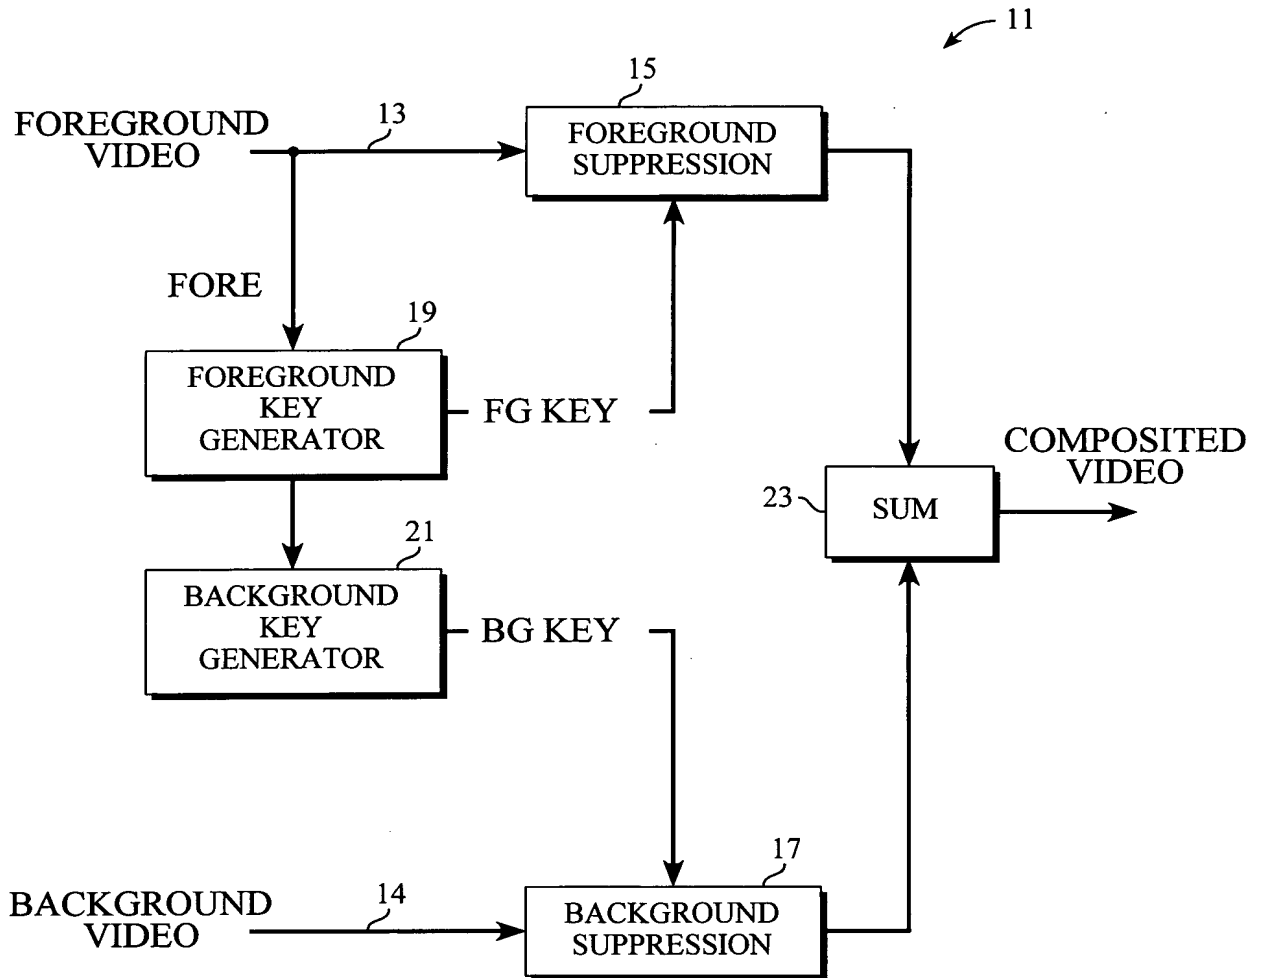 11
15
FOREGROUND
VIDEO
13
FOREGROUND
SUPPRESSION
FORE
19
FOREGROUND
KEY
GENERATOR
FG KEY
COMPOSITED
VIDEO
23
SUM
21
BACKGROUND
KEY
GENERATOR
BG KEY
17
BACKGROUND
VIDEO
14
BACKGROUND
SUPPRESSION